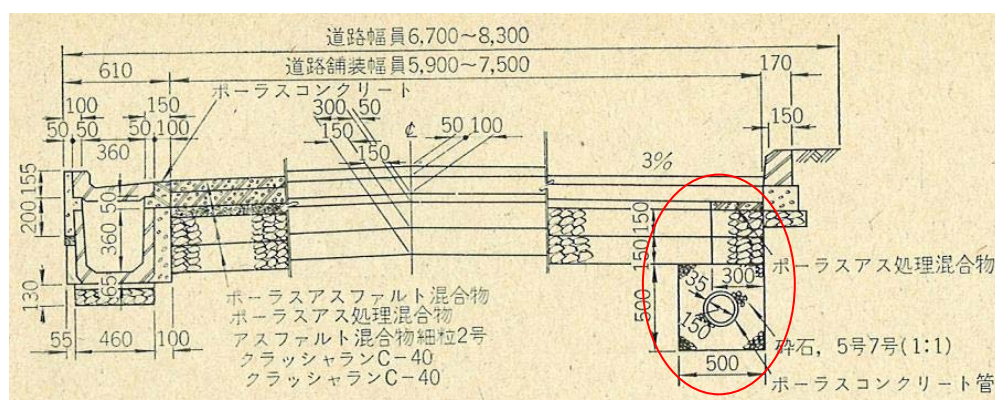 道路幅員6,700～8,300
610
道路舗装幅員5,900～7,500
170
ポーラスコンクリート
100
150
300
50
50 50
50 100
150
¢
50 100
150
360
150
3%
155
50
200
360
150
150
ポーラスアス処理混合物
65
130
500
35
300
150
ポーラスアスファルト混合物
ポーラスアス処理混合物
アスファルト混合物細粒2号
クラッシャランC-40
クラッシャランC-40
砕石，5号7号(1:1)
55
460
100
500
ポーラスコンクリート管